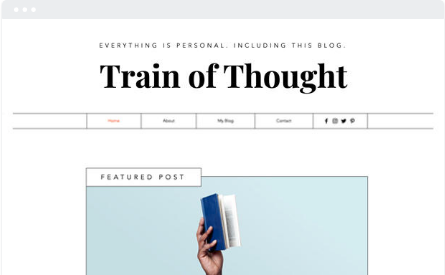 EVERYTHING IS PERSONAL. INCLUDING THIS BLOG.
Train of Thought
Home About My Blog Contact
FEATURED POST